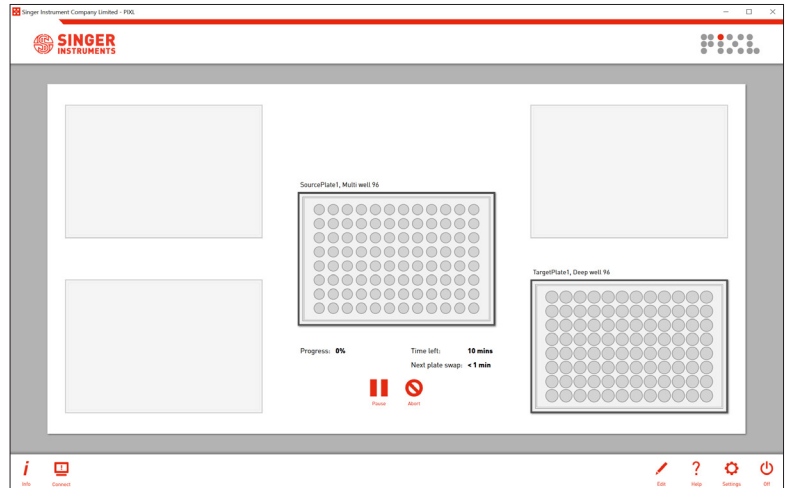 Singer Instrument Company Limited - PIXL
SINGER
INSTRUMENTS
PIXL
SourcePlate1, Multi well 96
TargetPlate1, Deep well 96
Progress: 0%
Time left: 10 mins
Next plate swap: < 1 min
Pause
Abort
Info
Connect
Edit
Help
Settings
Off